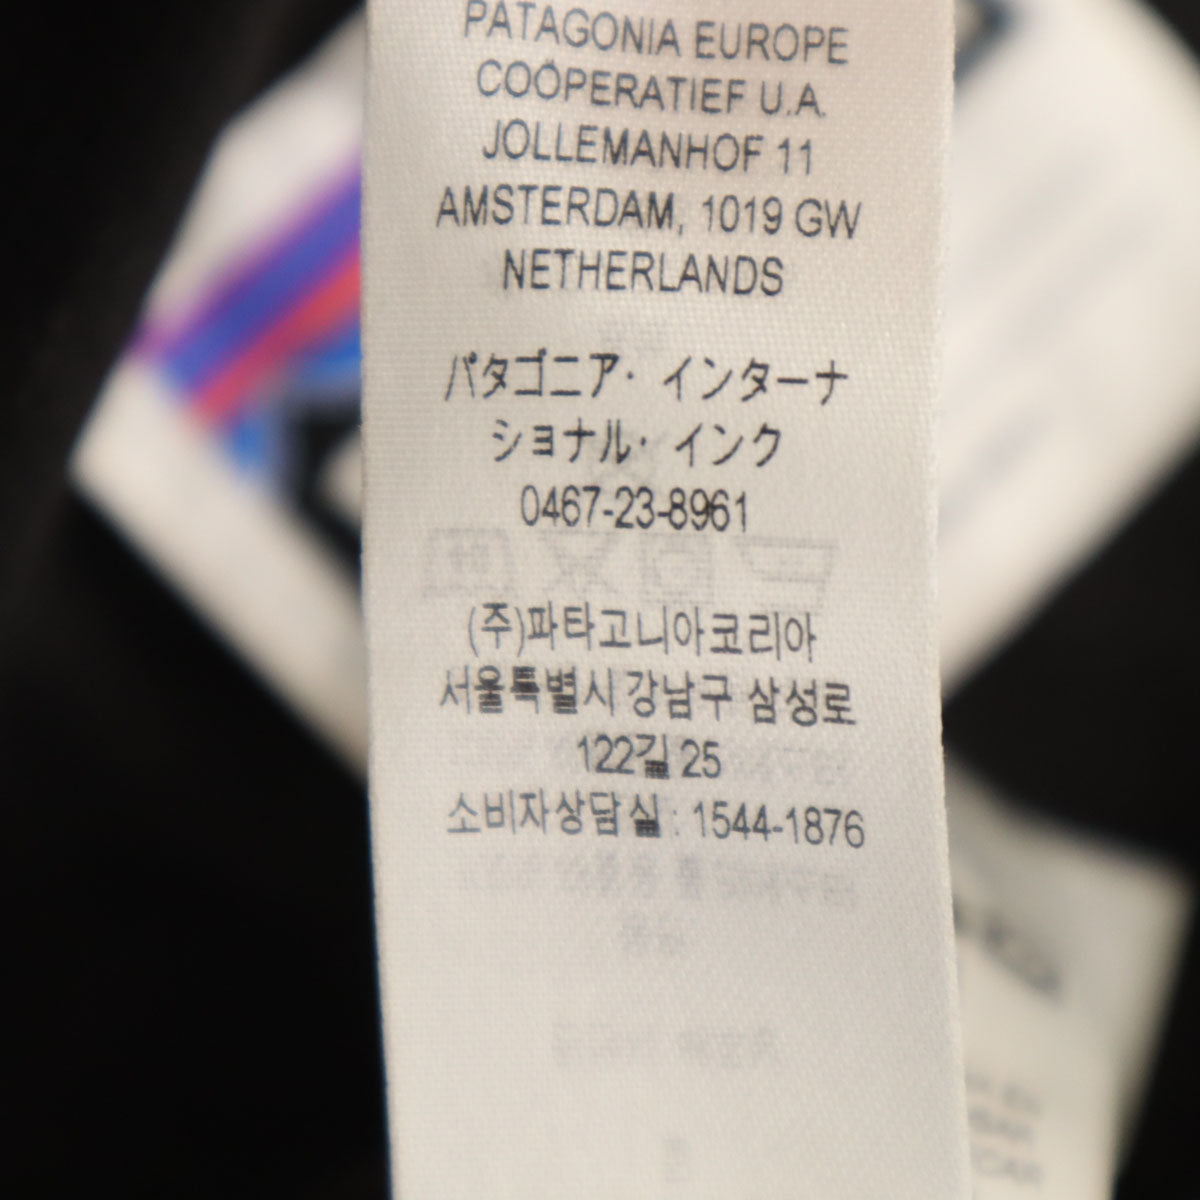 PATAGONIA EUROPE
COÖPERATIEF U.A.
JOLLEMANHOF 11
AMSTERDAM, 1019 GW
NETHERLANDS
パタゴニア・インターナ
ショナル・インク
0467-23-8961
(주)파타고니아코리아
서울특별시 강남구 삼성로
122길 25
소비자상담실 : 1544-1876